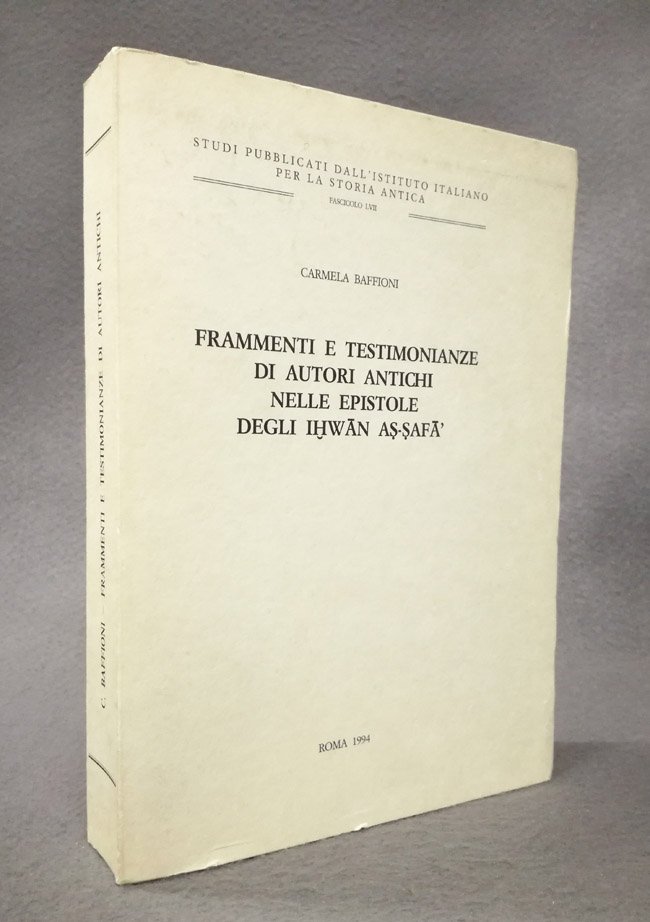 STUDI PUBBLICATI DALL'ISTITUTO ITALIANO
PER LA STORIA ANTICA
FASCICOLO LVII
CARMELA BAFFIONI
FRAMMENTI E TESTIMONIANZE
DI AUTORI ANTICHI
NELLE EPISTOLE
DEGLI IḪWĀN AṢ-ṢAFĀ’
ROMA 1994
C. BAFFIONI – FRAMMENTI E TESTIMONIANZE DI AUTORI ANTICHI